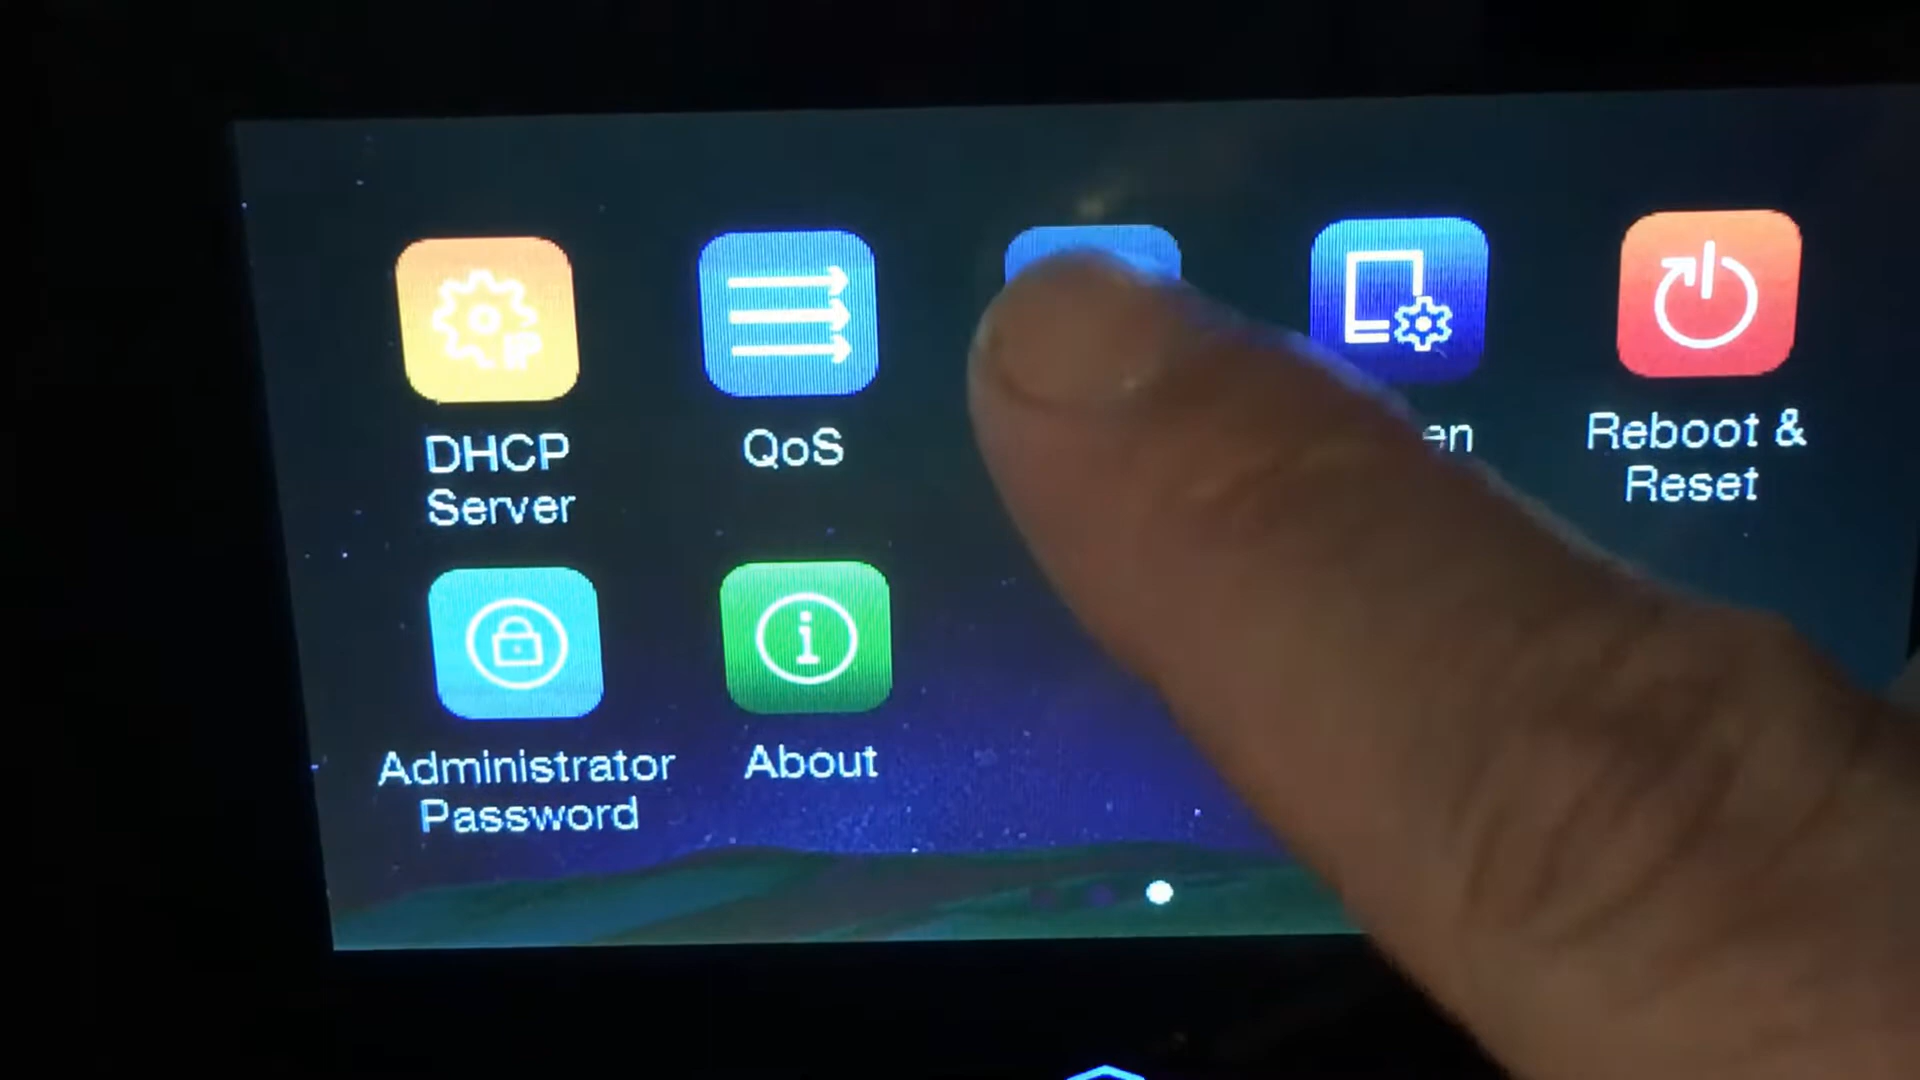 DHCP
Server
QoS
en
Reboot &
Reset
Administrator
Password
About